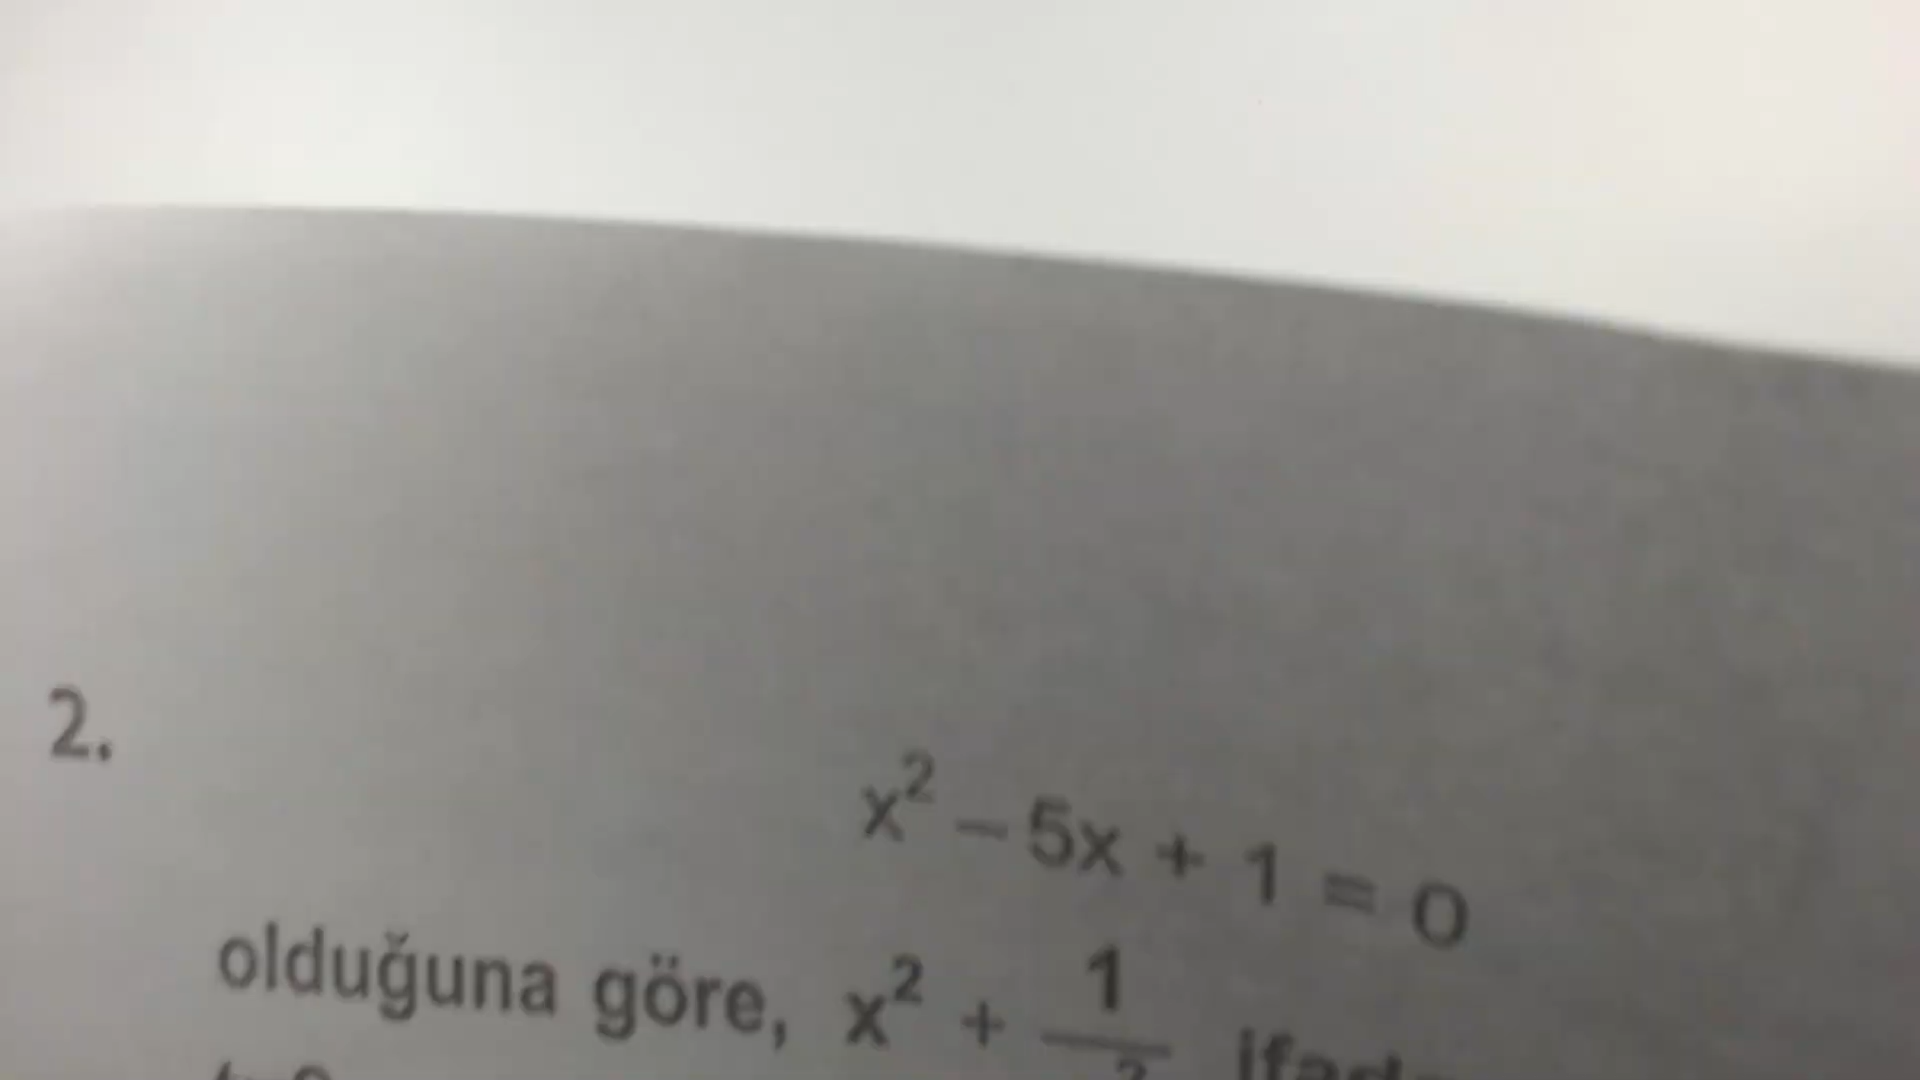 2.
x² – 5x + 1 = 0
olduğuna göre, x² + 1